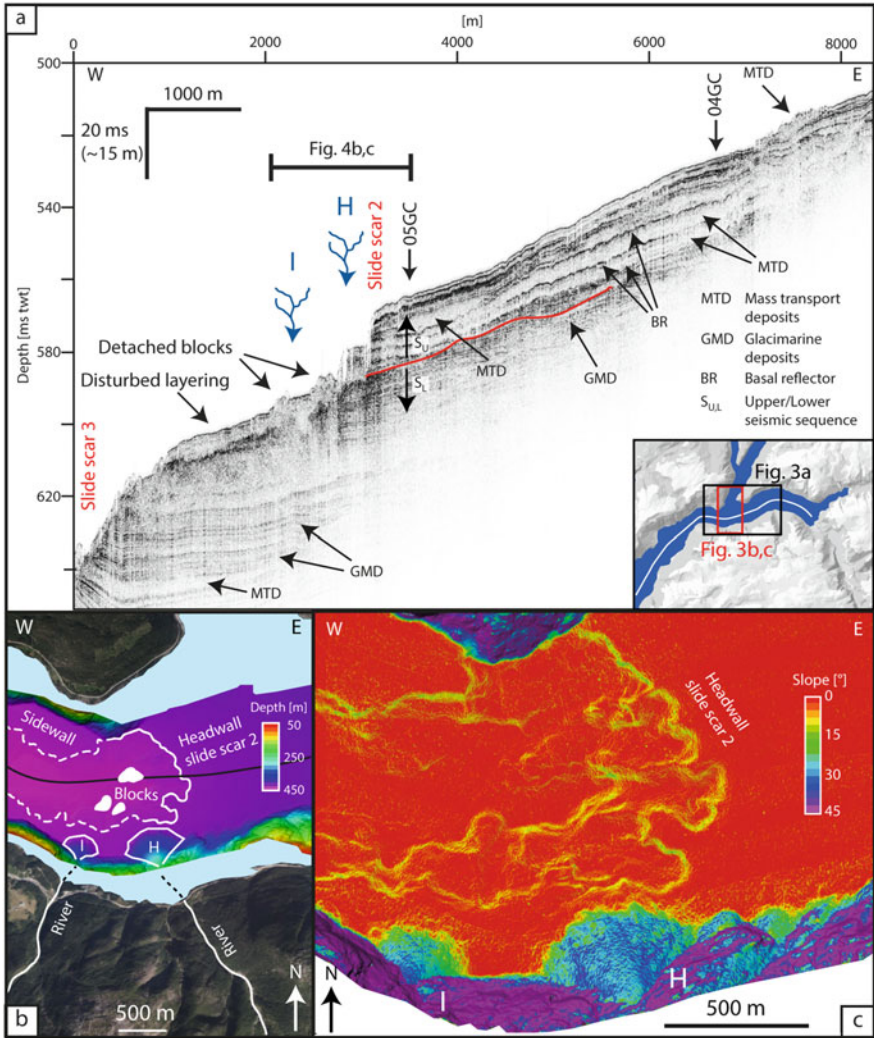 a
[m]
0
2000
4000
6000
8000
500
540
580
620
Depth [ms twt]
W
E
1000 m
20 ms
(~15 m)
Fig. 4b,c
MTD
04GC
H
I
Slide scar 2
05GC
Detached blocks
Disturbed layering
Slide scar 3
SU
SL
MTD
GMD
BR
MTD
GMD
MTD
MTD Mass transport
deposits
GMD Glacimarine
deposits
BR Basal reflector
SU,L Upper/Lower
seismic sequence
Fig. 3a
Fig. 3b,c
W
E
Sidewall
Headwall
slide scar 2
Depth [m]
50
250
450
Blocks
I
H
River
River
N
b
500 m
W
E
Headwall
slide scar 2
Slope [°]
0
15
30
45
I
H
N
500 m
c